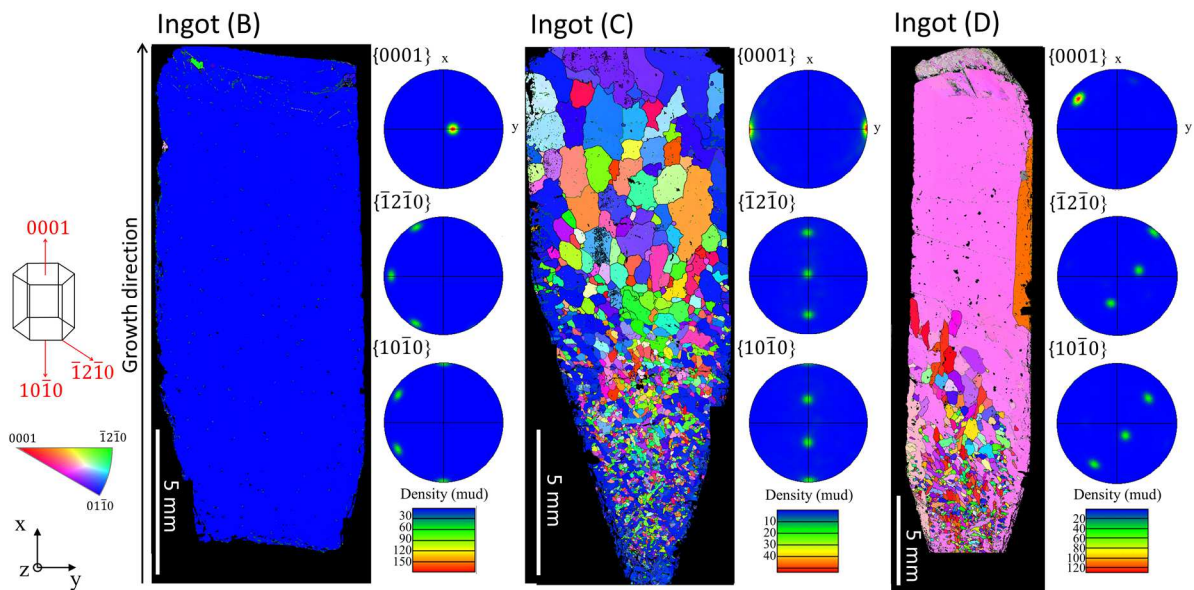 Ingot (B)
Ingot (C)
Ingot (D)
Growth direction
0001
1̅21̅0
101̅0
0001
1̅21̅0
011̅0
x
z
y
5 mm
{0001}
x
y
{1̅21̅0}
{101̅0}
Density (mud)
30
60
90
120
150
5 mm
{0001}
x
y
{1̅21̅0}
{101̅0}
Density (mud)
10
20
30
40
5 mm
{0001}
x
y
{1̅21̅0}
{101̅0}
Density (mud)
20
40
60
80
100
120